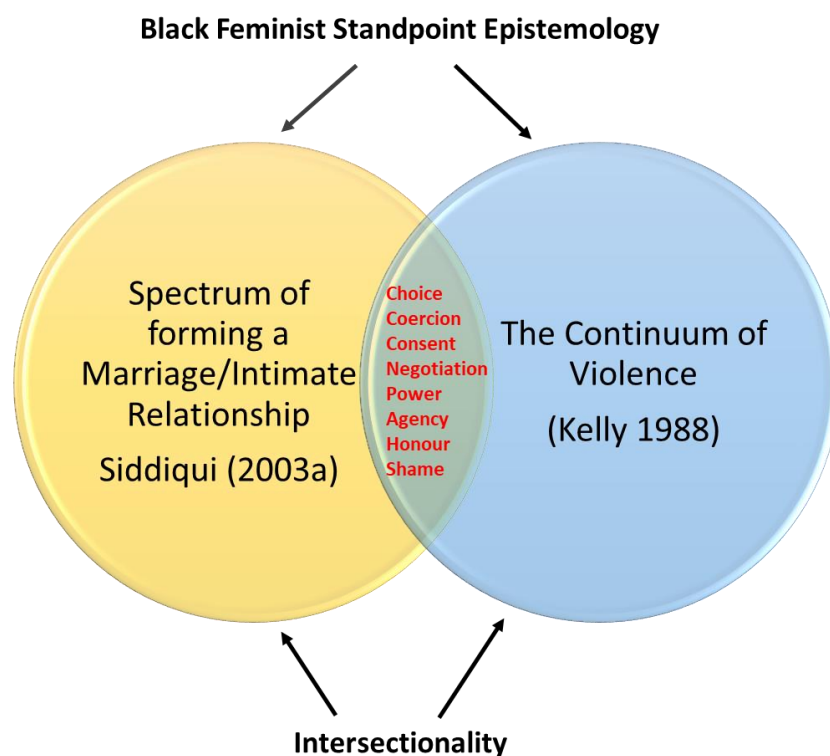 Black Feminist Standpoint Epistemology
Spectrum of
forming a
Marriage/Intimate
Relationship
Siddiqui (2003a)
Choice
Coercion
Consent
Negotiation
Power
Agency
Honour
Shame
The Continuum of
Violence
(Kelly 1988)
Intersectionality